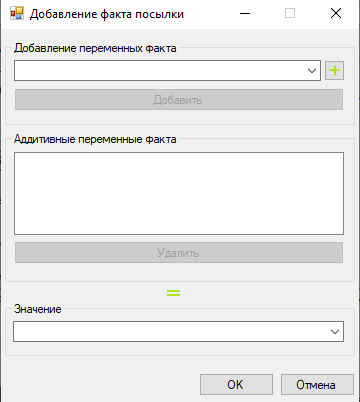 Добавление факта посылки
Добавление переменных факта
+
Добавить
Аддитивные переменные факта
Удалить
=
Значение
OK
Отмена